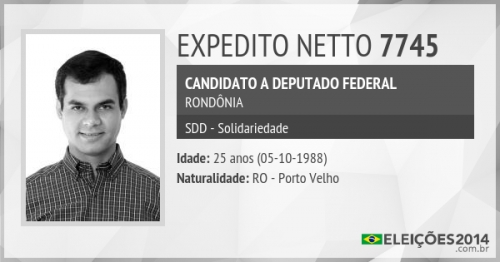 EXPEDITO NETTO 7745
CANDIDATO A DEPUTADO FEDERAL
RONDÔNIA
SDD - Solidariedade
Idade: 25 anos (05-10-1988)
Naturalidade: RO - Porto Velho
ELEIÇÕES2014
.com.br